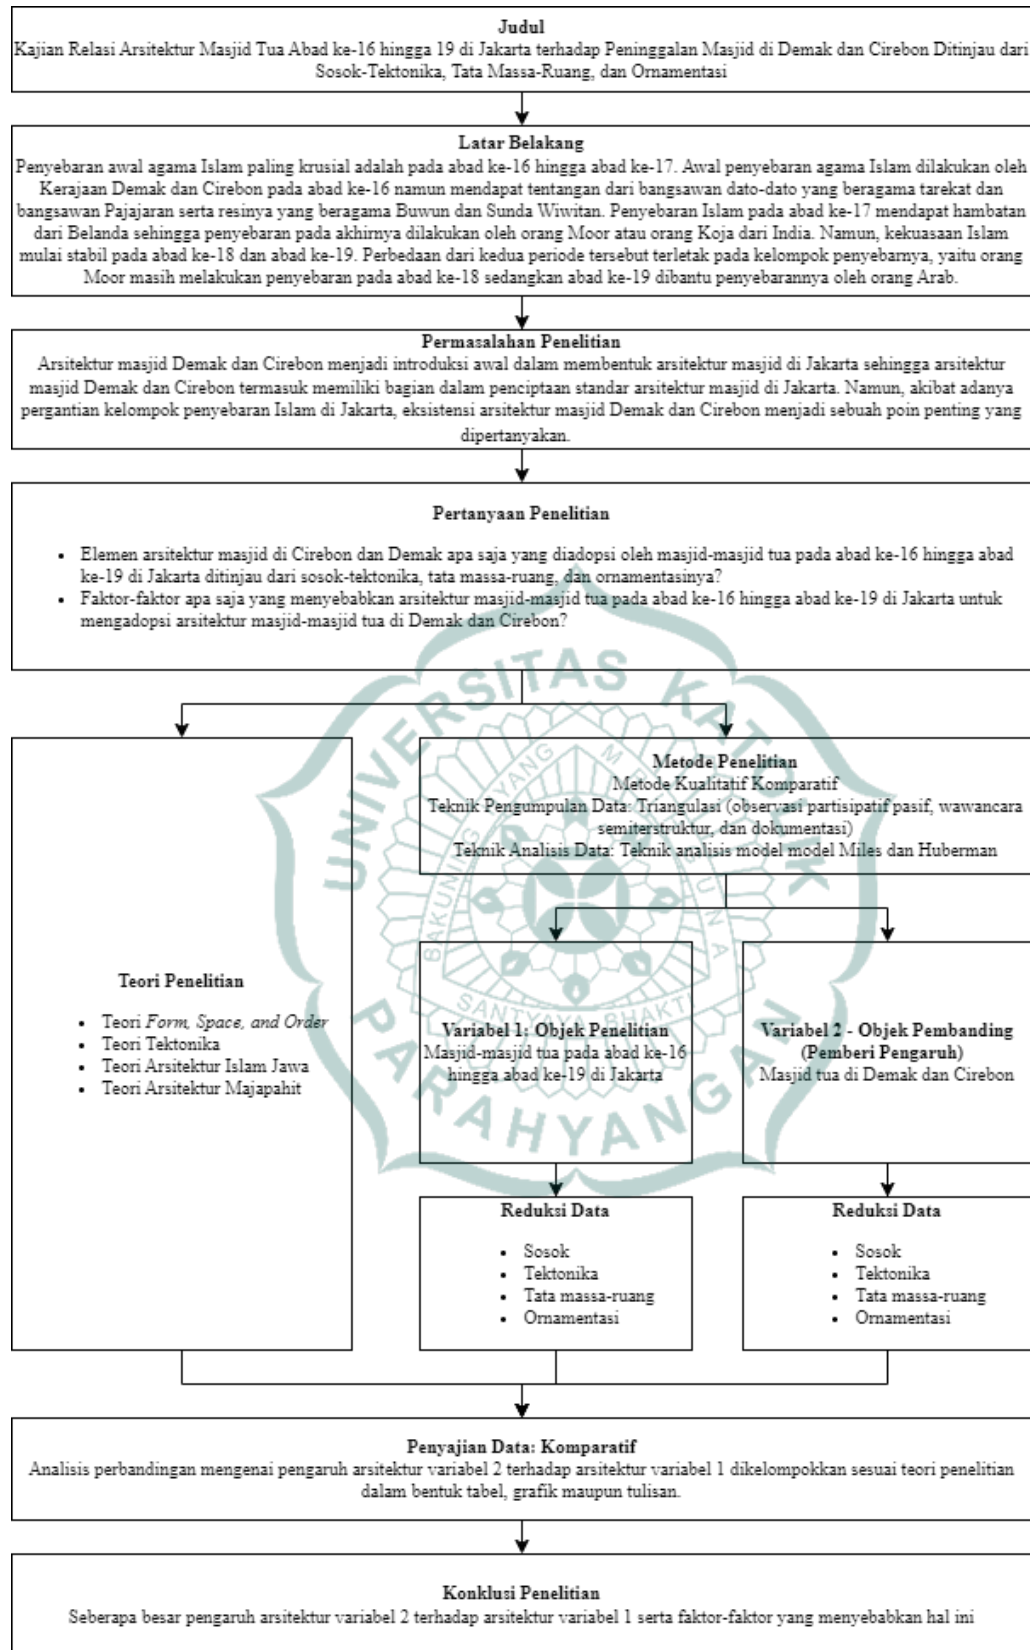 Judul
Kajian Relasi Arsitektur Masjid Tua Abad ke-16 hingga 19 di Jakarta terhadap Peninggalan Masjid di Demak dan Cirebon Ditinjau dari
Sosok-Tektonika, Tata Massa-Ruang, dan Ornamentasi
Latar Belakang
Penyebaran awal agama Islam paling krusial adalah pada abad ke-16 hingga abad ke-17. Awal penyebaran agama Islam dilakukan oleh
Kerajaan Demak dan Cirebon pada abad ke-16 namun mendapat tentangan dari bangsawan dato-dato yang beragama tarekat dan
bangsawan Pajajaran serta resinya yang beragama Buwun dan Sunda Wiwitan. Penyebaran Islam pada abad ke-17 mendapat hambatan
dari Belanda sehingga penyebaran pada akhirnya dilakukan oleh orang Moor atau orang Koja dari India. Namun, kekuasaan Islam
mulai stabil pada abad ke-18 dan abad ke-19. Perbedaan dari kedua periode tersebut terletak pada kelompok penyebarnya, yaitu orang
Moor masih melakukan penyebaran pada abad ke-18 sedangkan abad ke-19 dibantu penyebarannya oleh orang Arab.
Permasalahan Penelitian
Arsitektur masjid Demak dan Cirebon menjadi introduksi awal dalam membentuk arsitektur masjid di Jakarta sehingga arsitektur
masjid Demak dan Cirebon termasuk memiliki bagian dalam penciptaan standar arsitektur masjid di Jakarta. Namun, akibat adanya
pergantian kelompok penyebaran Islam di Jakarta, eksistensi arsitektur masjid Demak dan Cirebon menjadi sebuah poin penting yang
dipertanyakan.
Pertanyaan Penelitian
• Elemen arsitektur masjid di Cirebon dan Demak apa saja yang diadopsi oleh masjid-masjid tua pada abad ke-16 hingga abad
ke-19 di Jakarta ditinjau dari sosok-tektonika, tata massa-ruang, dan ornamentasinya?
• Faktor-faktor apa saja yang menyebabkan arsitektur masjid-masjid tua pada abad ke-16 hingga abad ke-19 di Jakarta untuk
mengadopsi arsitektur masjid-masjid tua di Demak dan Cirebon?
UNIVERSITAS KATOLIK
PARAHYANGAN
BAKUNING HYANG MRIH GUNA
SANTYAYA BHAKTI
Metode Penelitian
Metode Kualitatif Komparatif
Teknik Pengumpulan Data: Triangulasi (observasi partisipatif pasif, wawancara
semiterstruktur, dan dokumentasi)
Teknik Analisis Data: Teknik analisis model model Miles dan Huberman
Teori Penelitian
• Teori Form, Space, and Order
• Teori Tektonika
• Teori Arsitektur Islam Jawa
• Teori Arsitektur Majapahit
Variabel 1: Objek Penelitian
Masjid-masjid tua pada abad ke-16
hingga abad ke-19 di Jakarta
Variabel 2 - Objek Pembanding
(Pemberi Pengaruh)
Masjid tua di Demak dan Cirebon
Reduksi Data
• Sosok
• Tektonika
• Tata massa-ruang
• Ornamentasi
Reduksi Data
• Sosok
• Tektonika
• Tata massa-ruang
• Ornamentasi
Penyajian Data: Komparatif
Analisis perbandingan mengenai pengaruh arsitektur variabel 2 terhadap arsitektur variabel 1 dikelompokkan sesuai teori penelitian
dalam bentuk tabel, grafik maupun tulisan.
Konklusi Penelitian
Seberapa besar pengaruh arsitektur variabel 2 terhadap arsitektur variabel 1 serta faktor-faktor yang menyebabkan hal ini